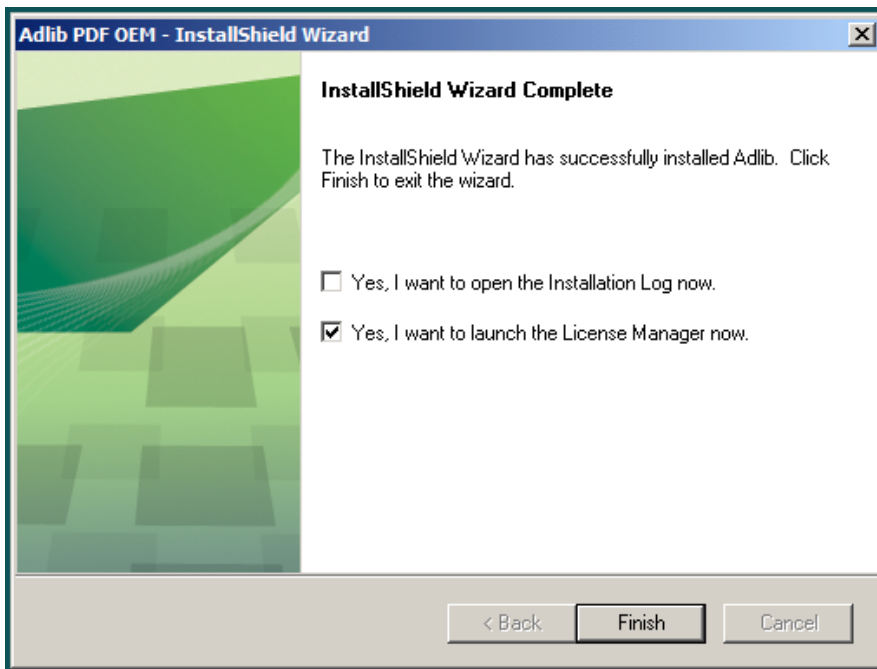 Adlib PDF OEM - InstallShield Wizard
InstallShield Wizard Complete
The InstallShield Wizard has successfully installed Adlib.  Click
Finish to exit the wizard.
Yes, I want to open the Installation Log now.
Yes, I want to launch the License Manager now.
< Back
Finish
Cancel